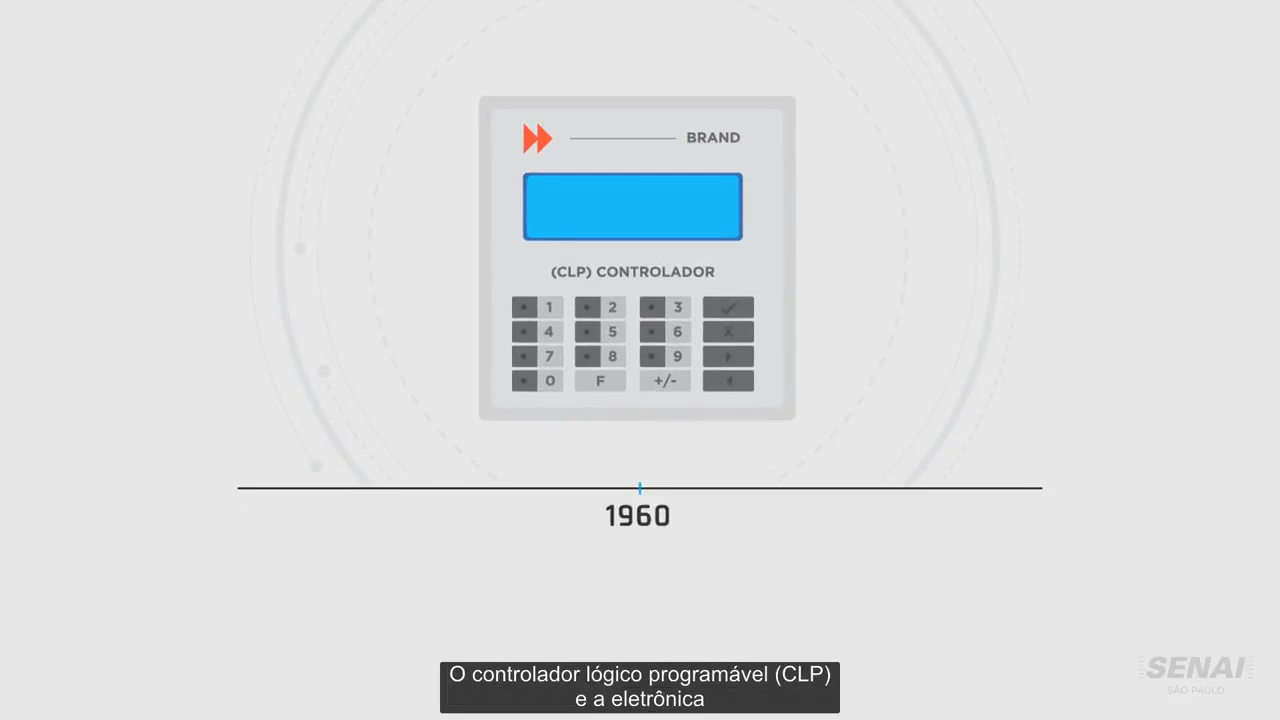 BRAND
(CLP) CONTROLADOR
1 2 3
4 5 6 X
7 8 9
0 F +/-
1960
O controlador lógico programável (CLP)
e a eletrônica
SENAI
SÃO PAULO